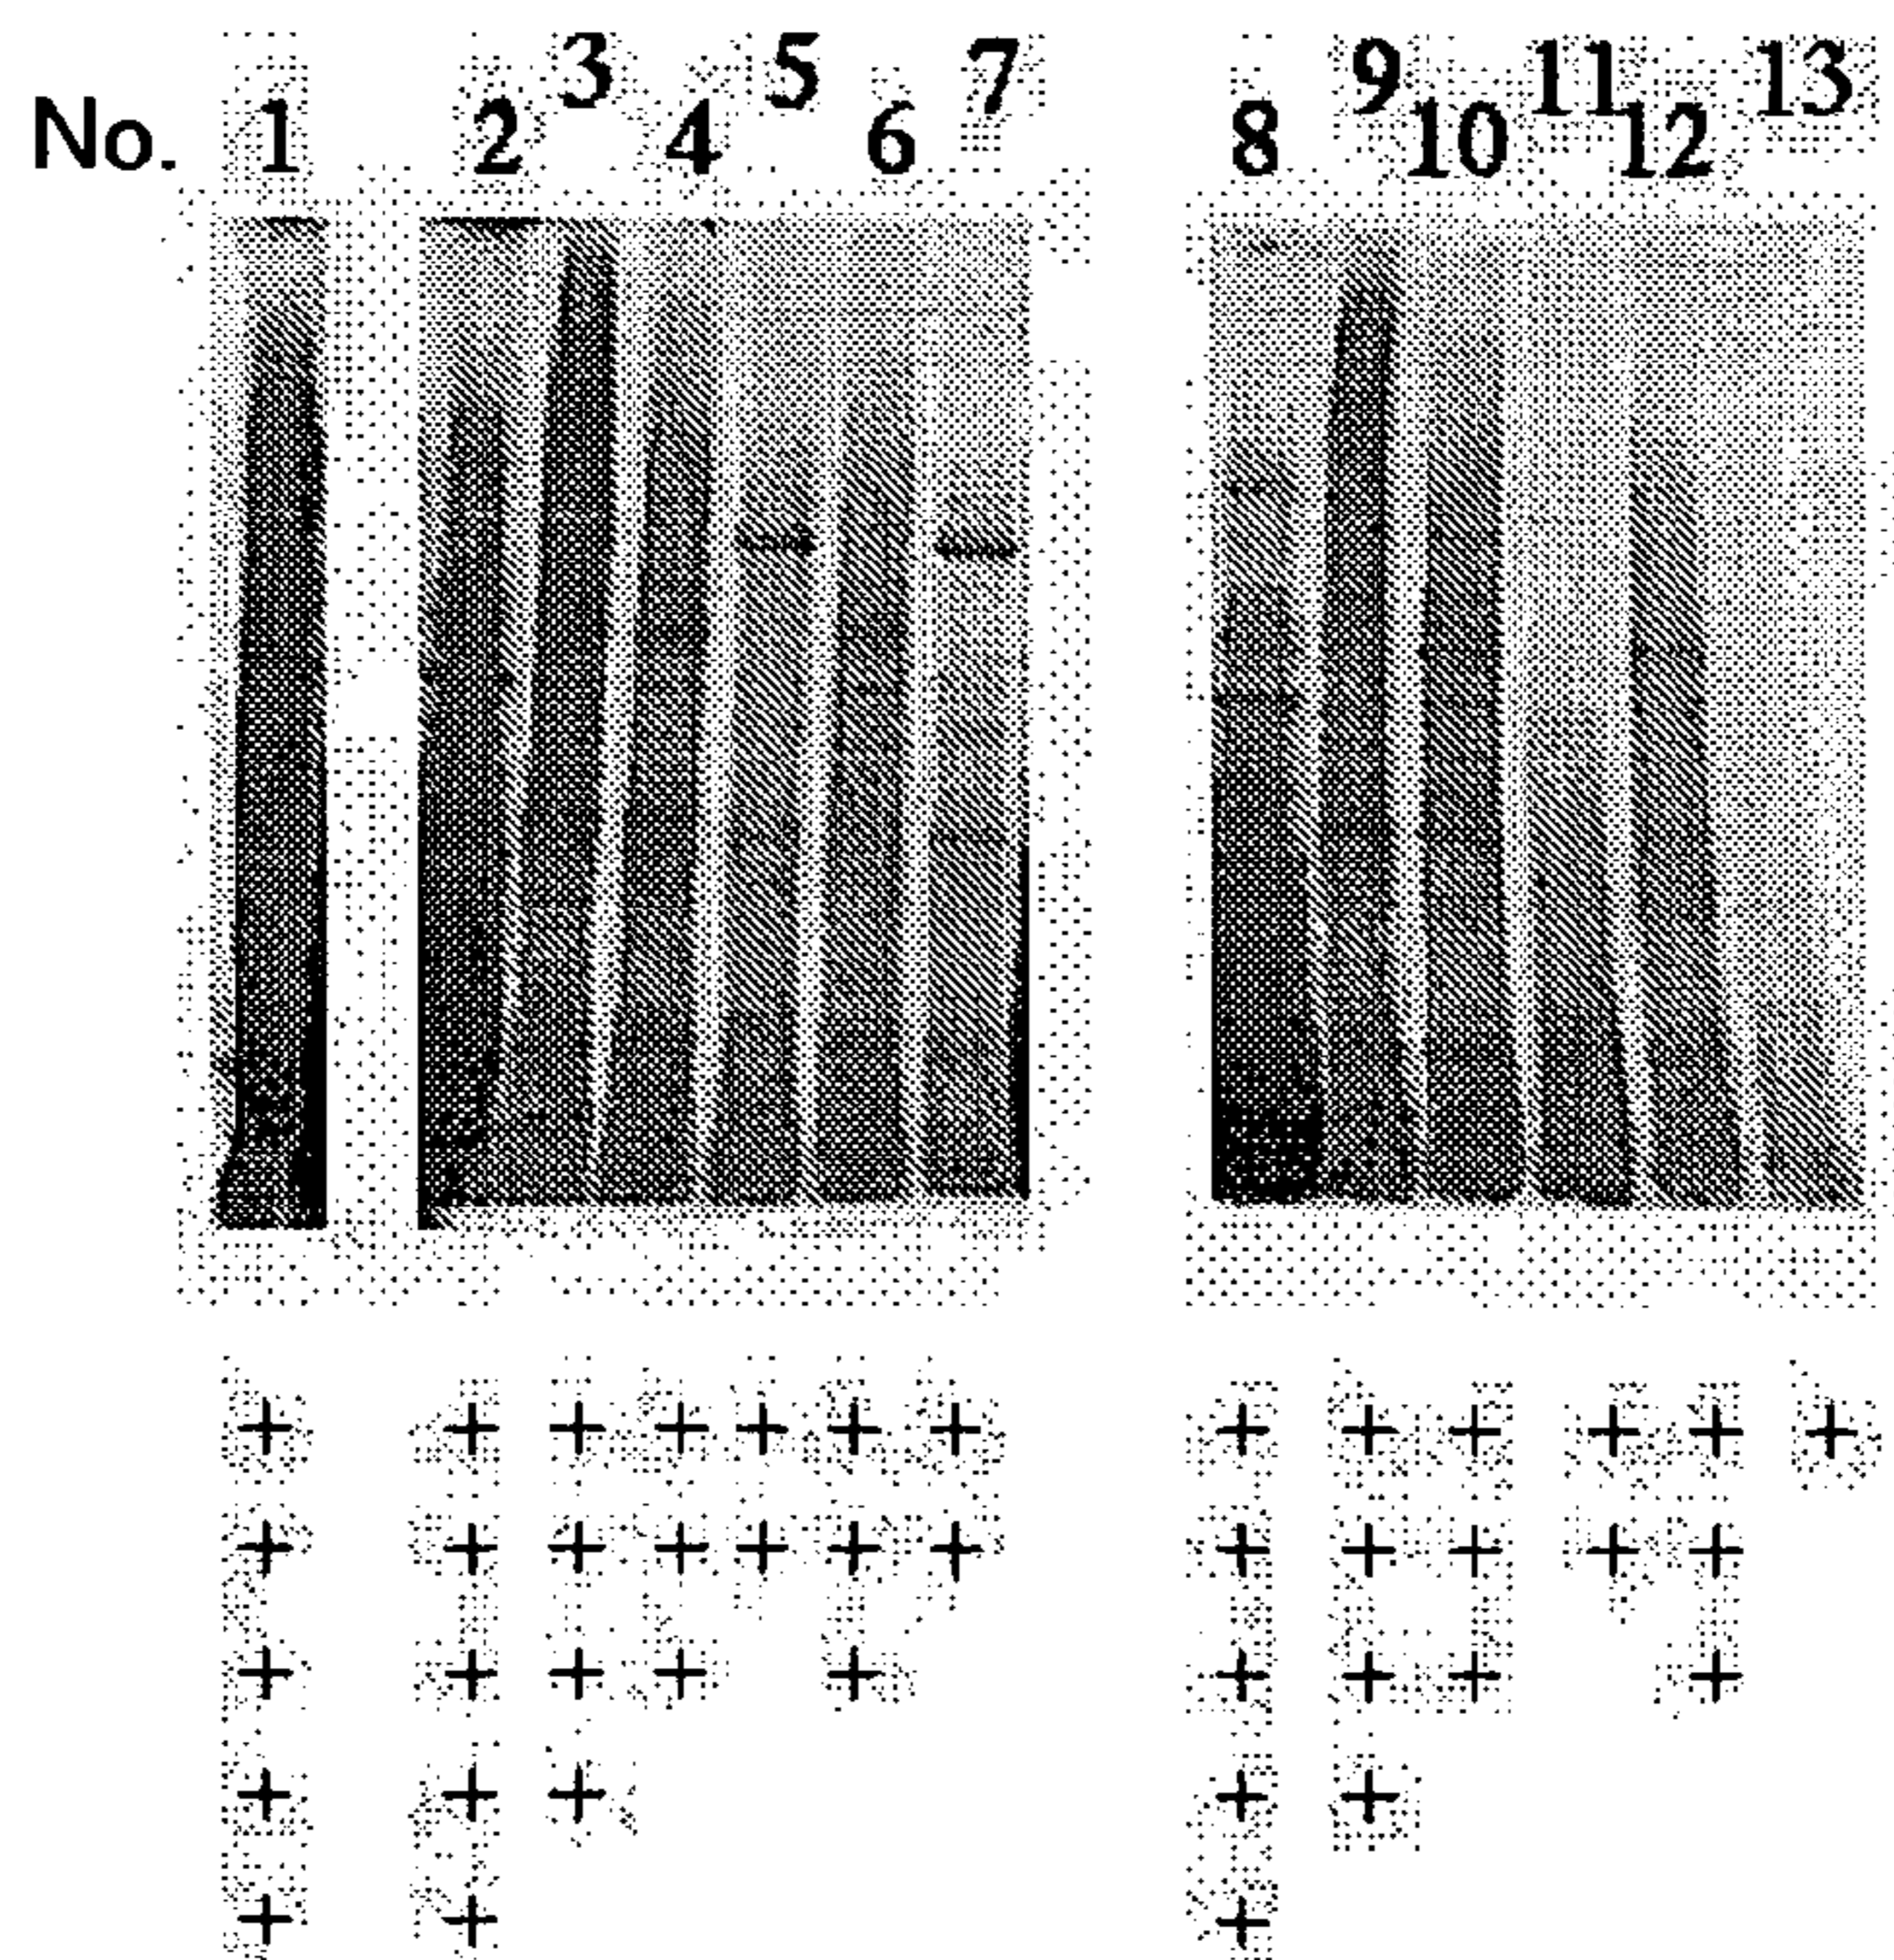 No. 1 2 3 4 5 6 7 8 9 10 11 12 13
+ + + + + + + + + + + + +
+ + + + + + + + + + + +
+ + + + + + + +
+ + + + +
+ + +